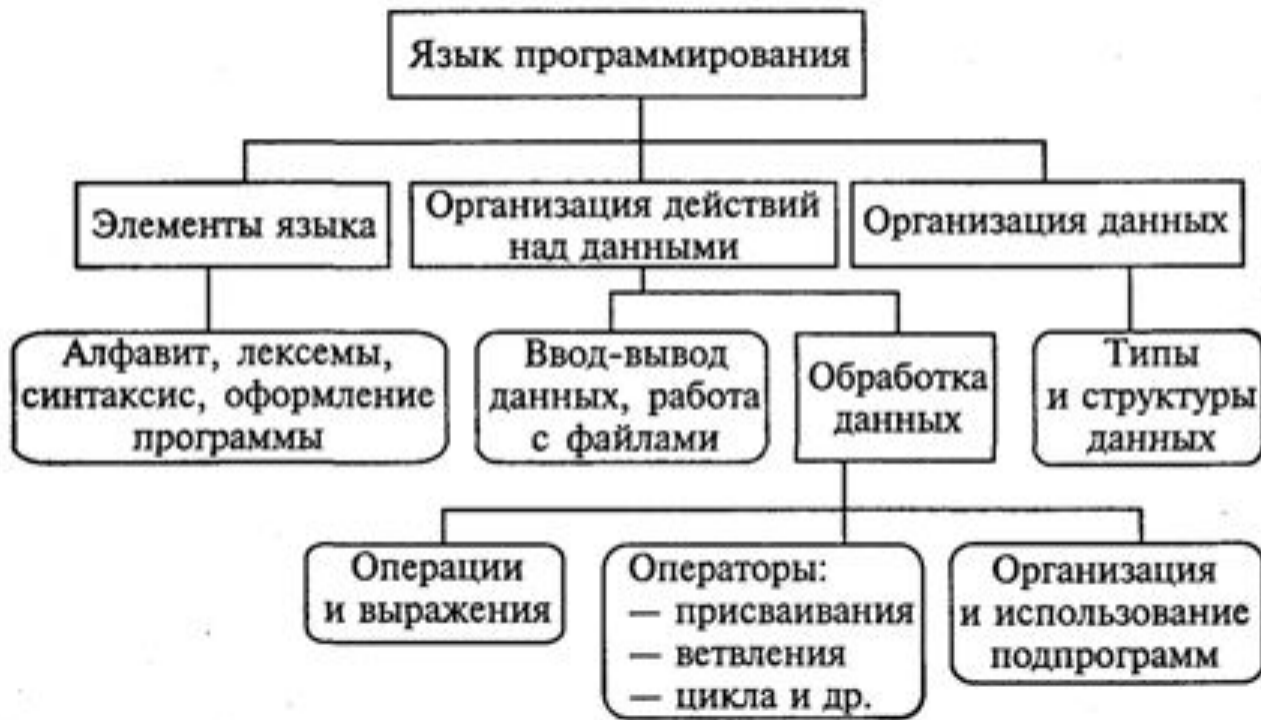 Язык программирования
Элементы языка
Организация действий
над данными
Организация данных
Алфавит, лексемы,
синтаксис, оформление
программы
Ввод-вывод
данных, работа
с файлами
Обработка
данных
Типы
и структуры
данных
Операции
и выражения
Операторы:
— присваивания
— ветвления
— цикла и др.
Организация
и использование
подпрограмм